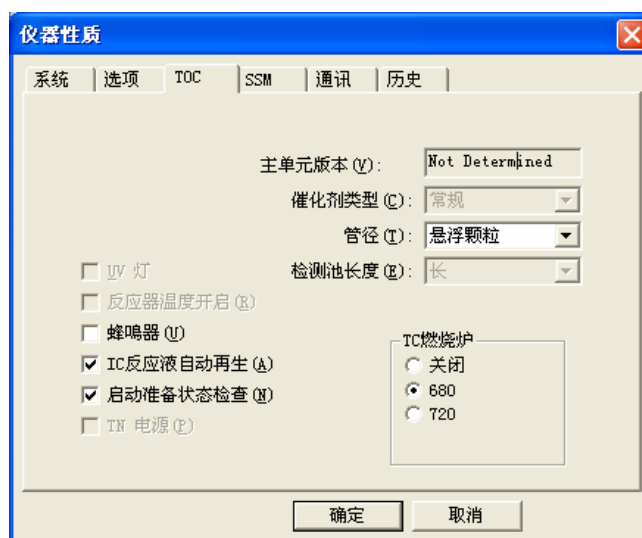 仪器性质
系统 选项 TOC SSM 通讯 历史
主单元版本(V): Not Determined
催化剂类型(C): 常规
管径(T): 悬浮颗粒
UV 灯 检测池长度(E): 长
反应器温度开启(R)
蜂鳴器(U) TC燃烧炉
IC反应液自动再生(A) 关闭
启动准备状态检查(N) 680
TN 电源(P) 720
确定 取消